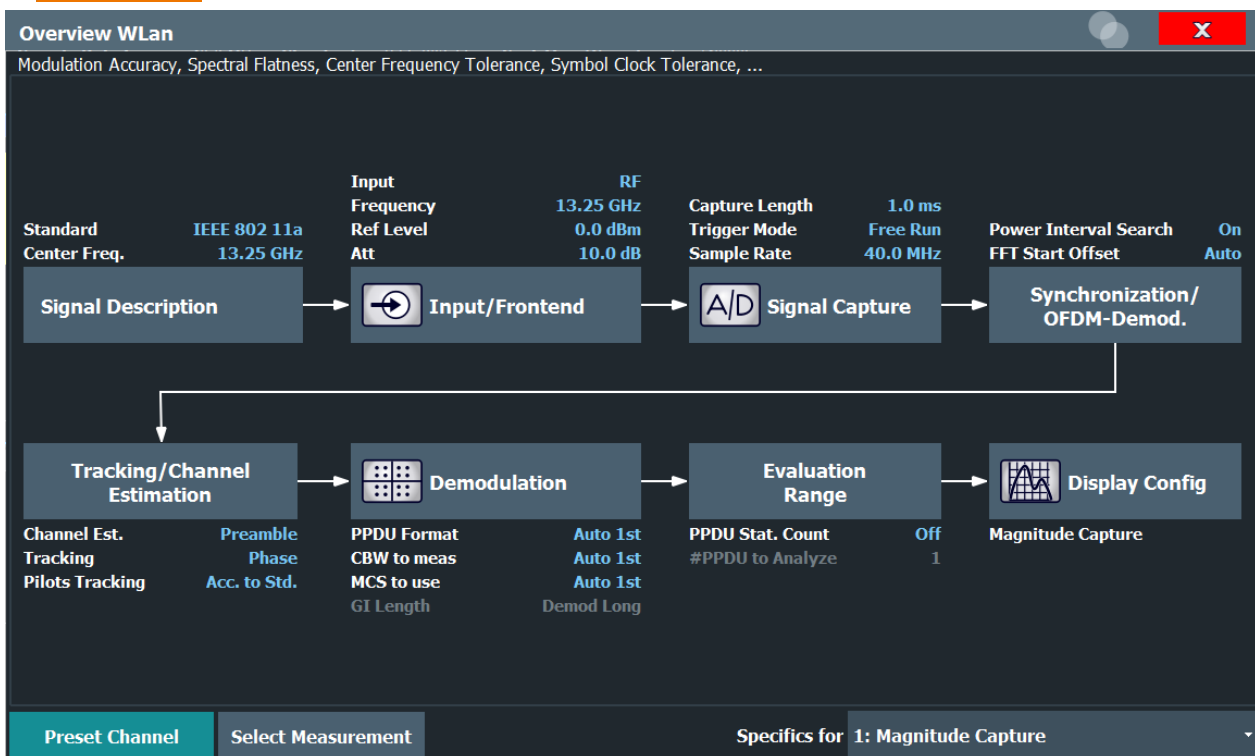 Overview WLan
X
Modulation Accuracy, Spectral Flatness, Center Frequency Tolerance, Symbol Clock Tolerance, ...
Standard IEEE 802 11a
Center Freq. 13.25 GHz
Signal Description
Input RF
Frequency 13.25 GHz
Ref Level 0.0 dBm
Att 10.0 dB
Input/Frontend
Capture Length 1.0 ms
Trigger Mode Free Run
Sample Rate 40.0 MHz
A/D Signal Capture
Power Interval Search On
FFT Start Offset Auto
Synchronization/
OFDM-Demod.
Tracking/Channel
Estimation
Channel Est. Preamble
Tracking Phase
Pilots Tracking Acc. to Std.
Demodulation
PPDU Format Auto 1st
CBW to meas Auto 1st
MCS to use Auto 1st
GI Length Demod Long
Evaluation
Range
PPDU Stat. Count Off
#PPDU to Analyze 1
Display Config
Magnitude Capture
Preset Channel
Select Measurement
Specifics for 1: Magnitude Capture